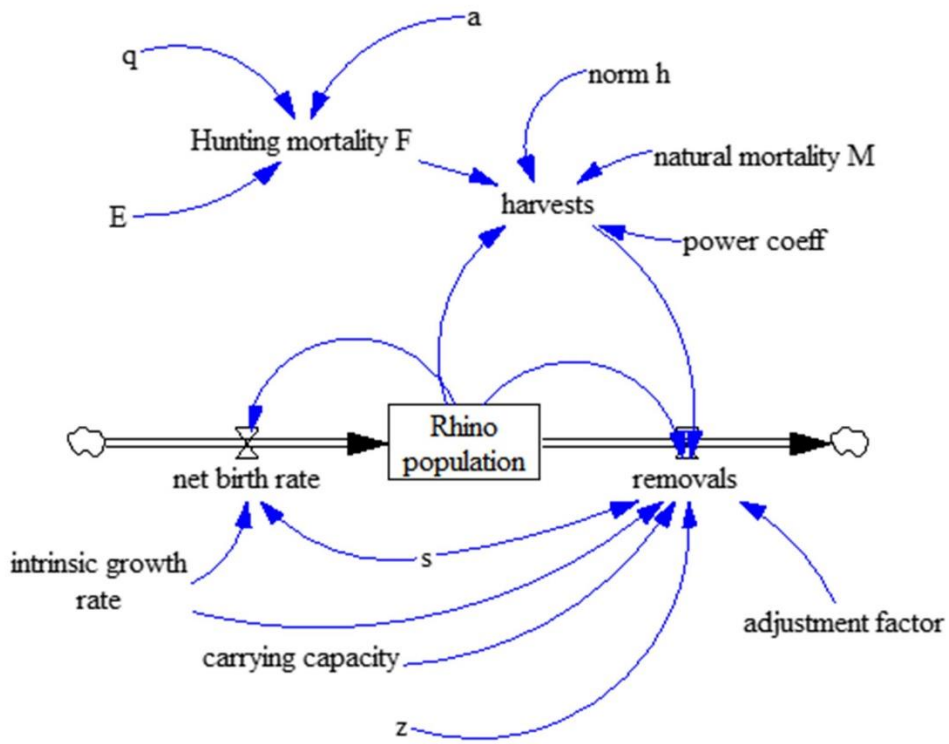 a
q
norm h
Hunting mortality F
natural mortality M
harvests
E
power coeff
Rhino
population
net birth rate
removals
s
intrinsic growth
rate
adjustment factor
carrying capacity
z